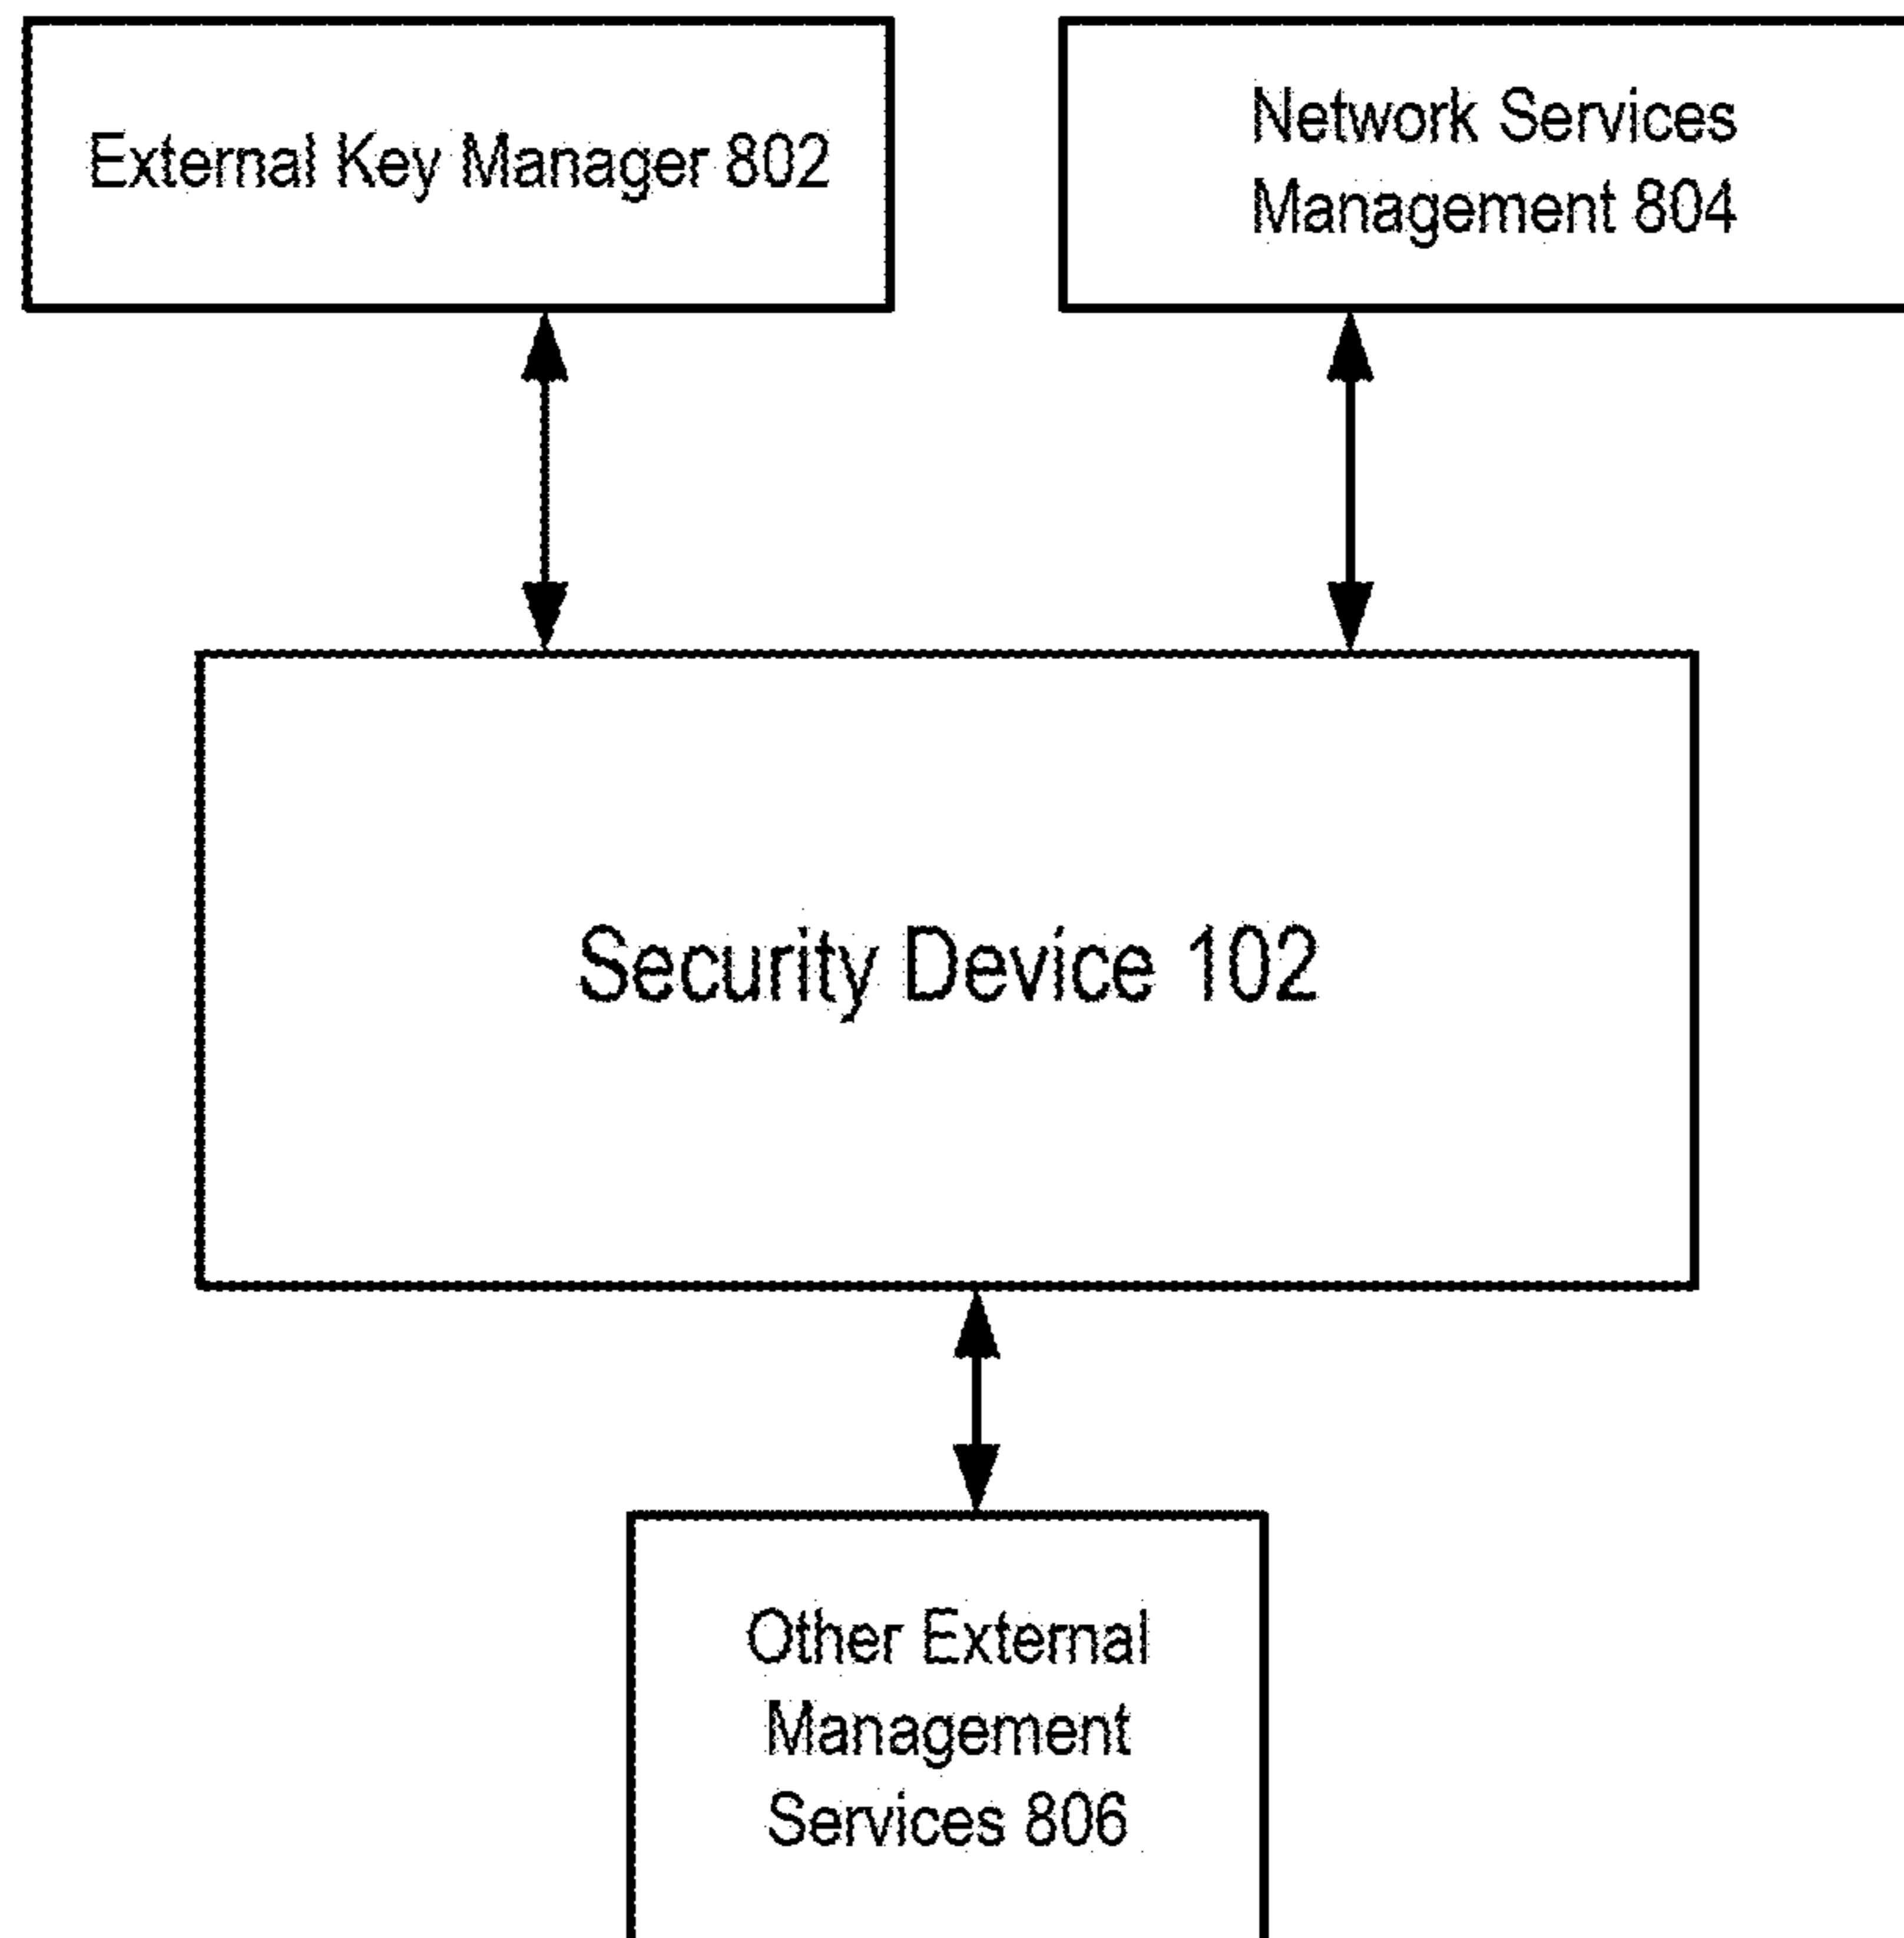 External Key Manager 802
Network Services
Management 804
Security Device 102
Other External
Management
Services 806